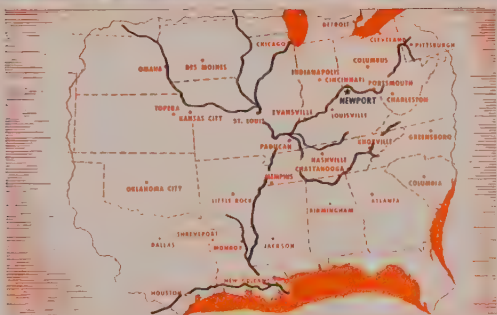 DETROIT
CHICAGO
CLEVELAND
PITTSBURGH
OMAHA
DES MOINES
COLUMBUS
INDIANAPOLIS
CINCINNATI
PORTSMOUTH
NEWPORT
CHARLESTON
TOPEKA
KANSAS CITY
ST. LOUIS
EVANSVILLE
LOUISVILLE
PADUCAH
KNOXVILLE
GREENSBORO
NASHVILLE
CHATTANOOGA
MEMPHIS
COLUMBIA
OKLAHOMA CITY
LITTLE ROCK
BIRMINGHAM
ATLANTA
SHREVEPORT
DALLAS
MONROE
JACKSON
NEW ORLEANS
HOUSTON